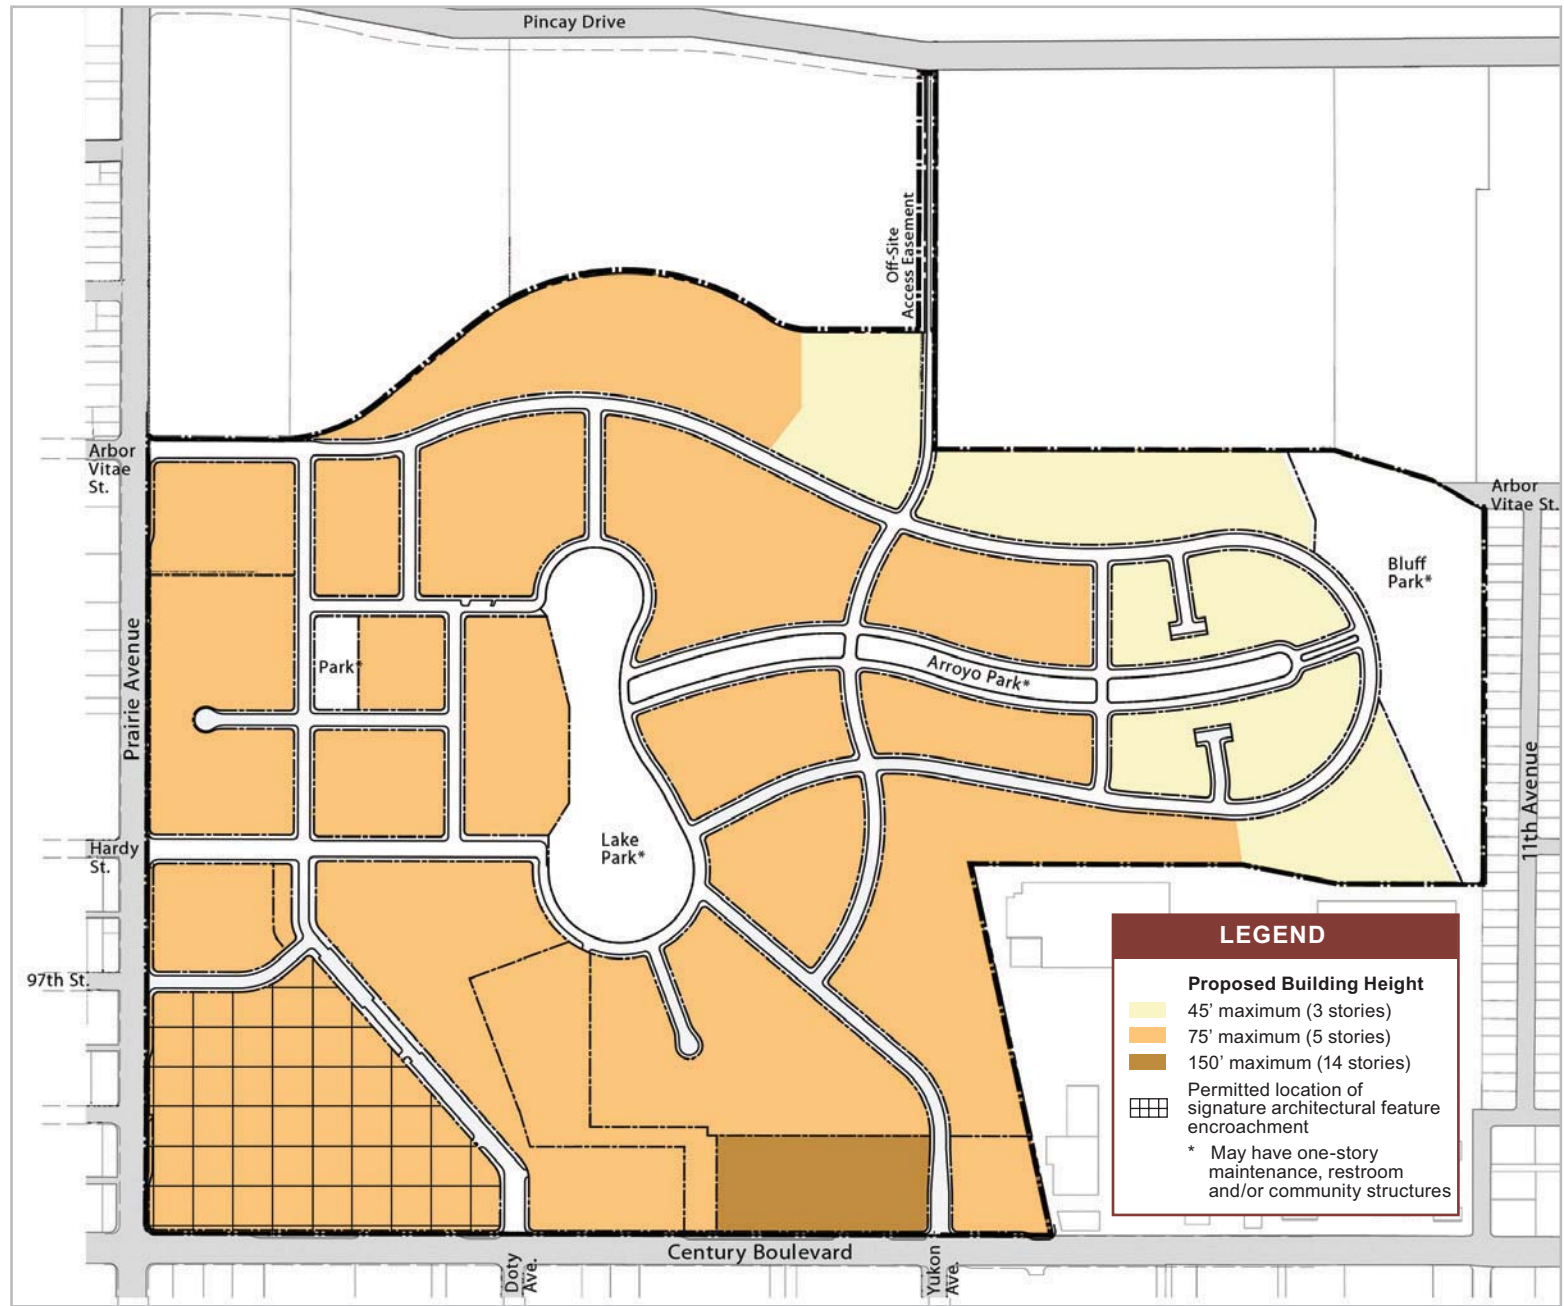 Pincay Drive
Off-Site
Access Easement
Arbor
Vitae
St.
Arbor
Vitae St.
Bluff
Park*
Prairie Avenue
Park*
Arroyo Park*
11th Avenue
Lake
Park*
Hardy
St.
97th St.
Century Boulevard
Doty
Ave.
Yukon
Ave.
LEGEND
Proposed Building Height
45' maximum (3 stories)
75' maximum (5 stories)
150' maximum (14 stories)
Permitted location of
signature architectural feature
encroachment
* May have one-story
maintenance, restroom
and/or community structures